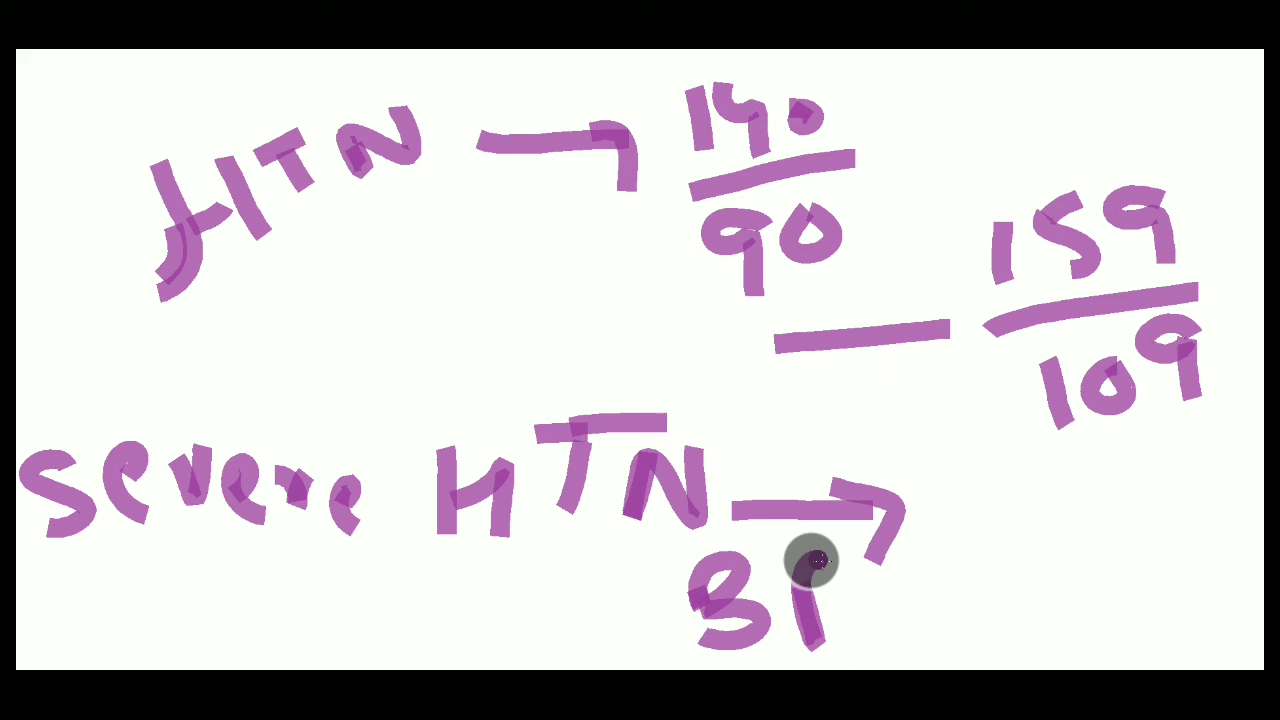 HTN → 140/90
— 159/109
severe HTN →
BP